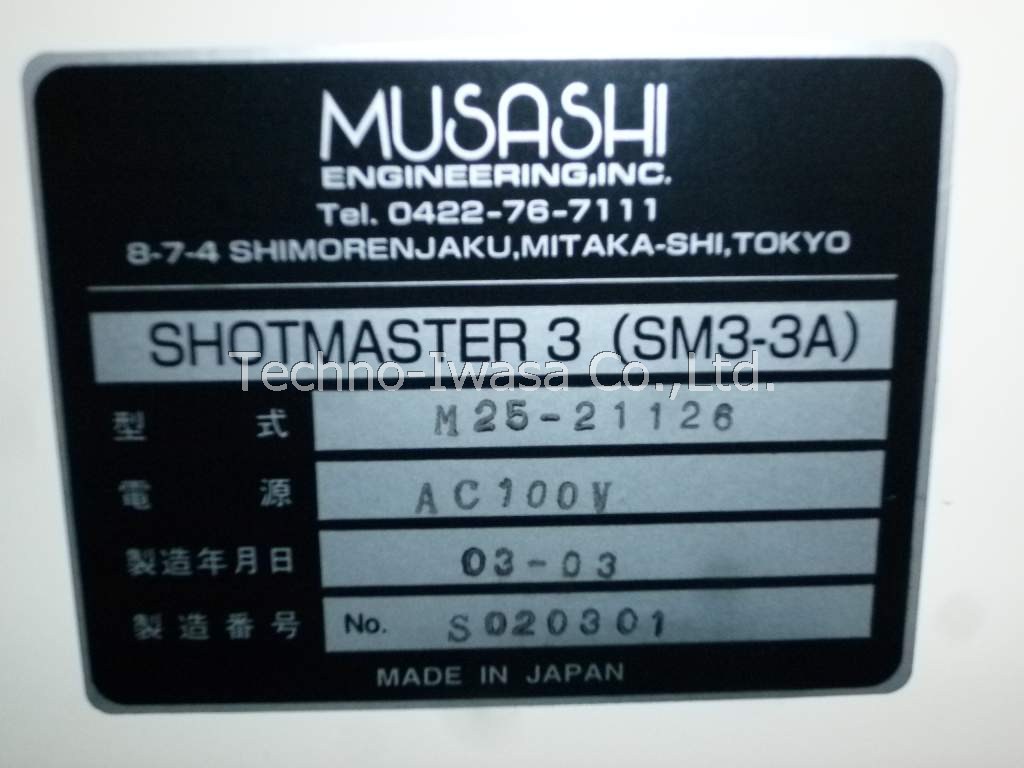 MUSASHI
ENGINEERING,INC.
Tel. 0422-76-7111
8-7-4 SHIMORENJAKU,MITAKA-SHI,TOKYO
SHOTMASTER 3 (SM3-3A)
Techno-Iwasa Co.,Ltd.
型 式 M25-21126
電 源 AC100V
製造年月日 03-03
製造番号 No. S020301
MADE IN JAPAN